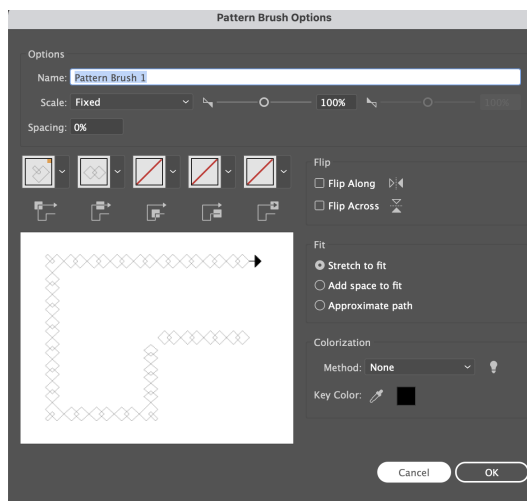 Pattern Brush Options
Options
Name: Pattern Brush 1
Scale: Fixed 100% 100%
Spacing: 0%
Flip
Flip Along
Flip Across
Fit
Stretch to fit
Add space to fit
Approximate path
Colorization
Method: None
Key Color:
Cancel OK